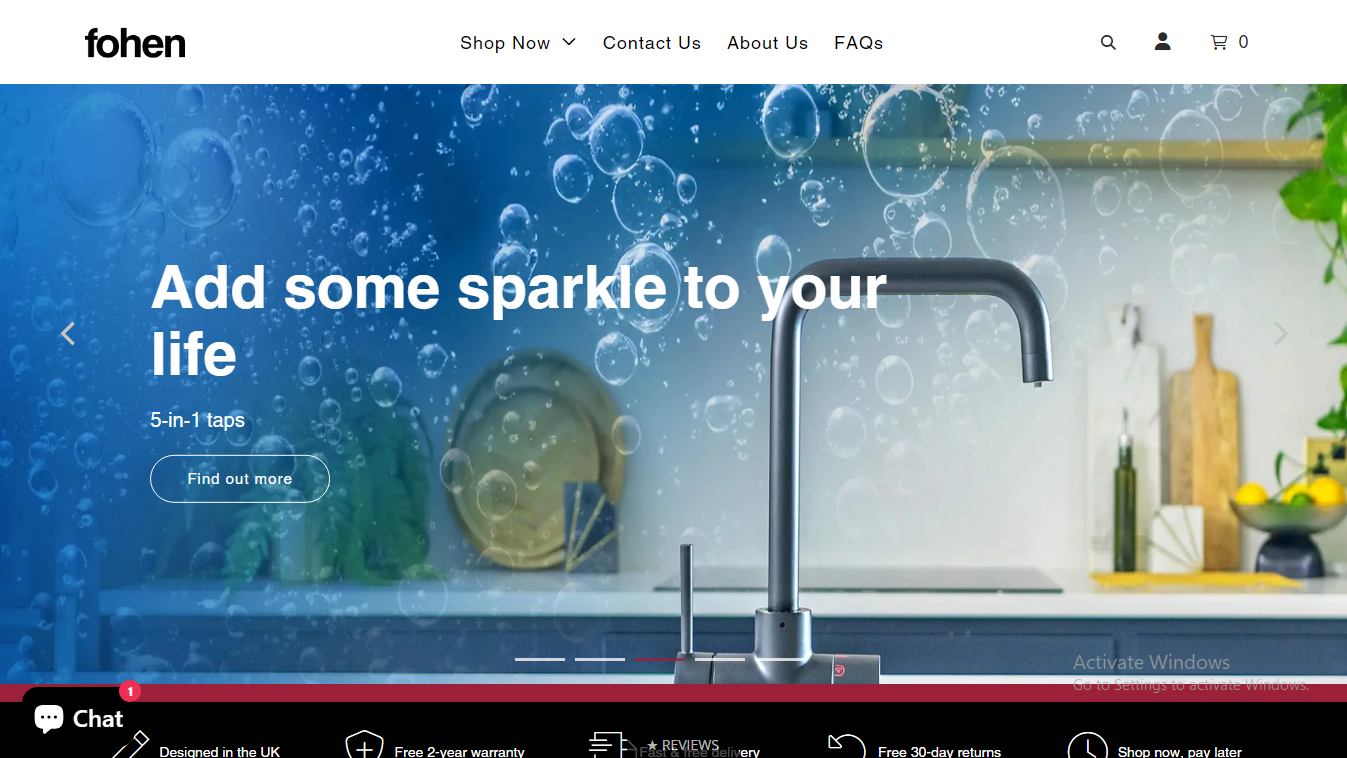 fohen
Shop Now
Contact Us
About Us
FAQs
0
Add some sparkle to your
life
5-in-1 taps
Find out more
Activate Windows
Go to Settings to activate Windows.
1
Chat
Designed in the UK
Free 2-year warranty
Fast & free delivery
★ REVIEWS
Free 30-day returns
Shop now, pay later